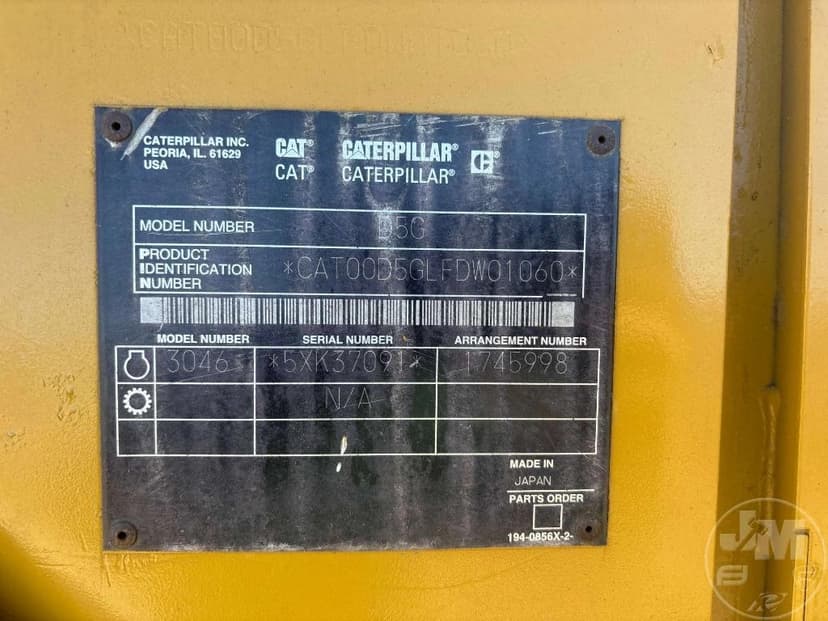 CATERPILLAR INC.
PEORIA, IL. 61629
USA
CAT® CATERPILLAR®
CAT® CATERPILLAR®
MODEL NUMBER D5G
PRODUCT
IDENTIFICATION
NUMBER
*CAT00D5GLFDW01060*
MODEL NUMBER SERIAL NUMBER ARRANGEMENT NUMBER
3046 *5XK37091* 1745998
N/A
MADE IN
JAPAN
PARTS ORDER
194-0856X-2-
JM